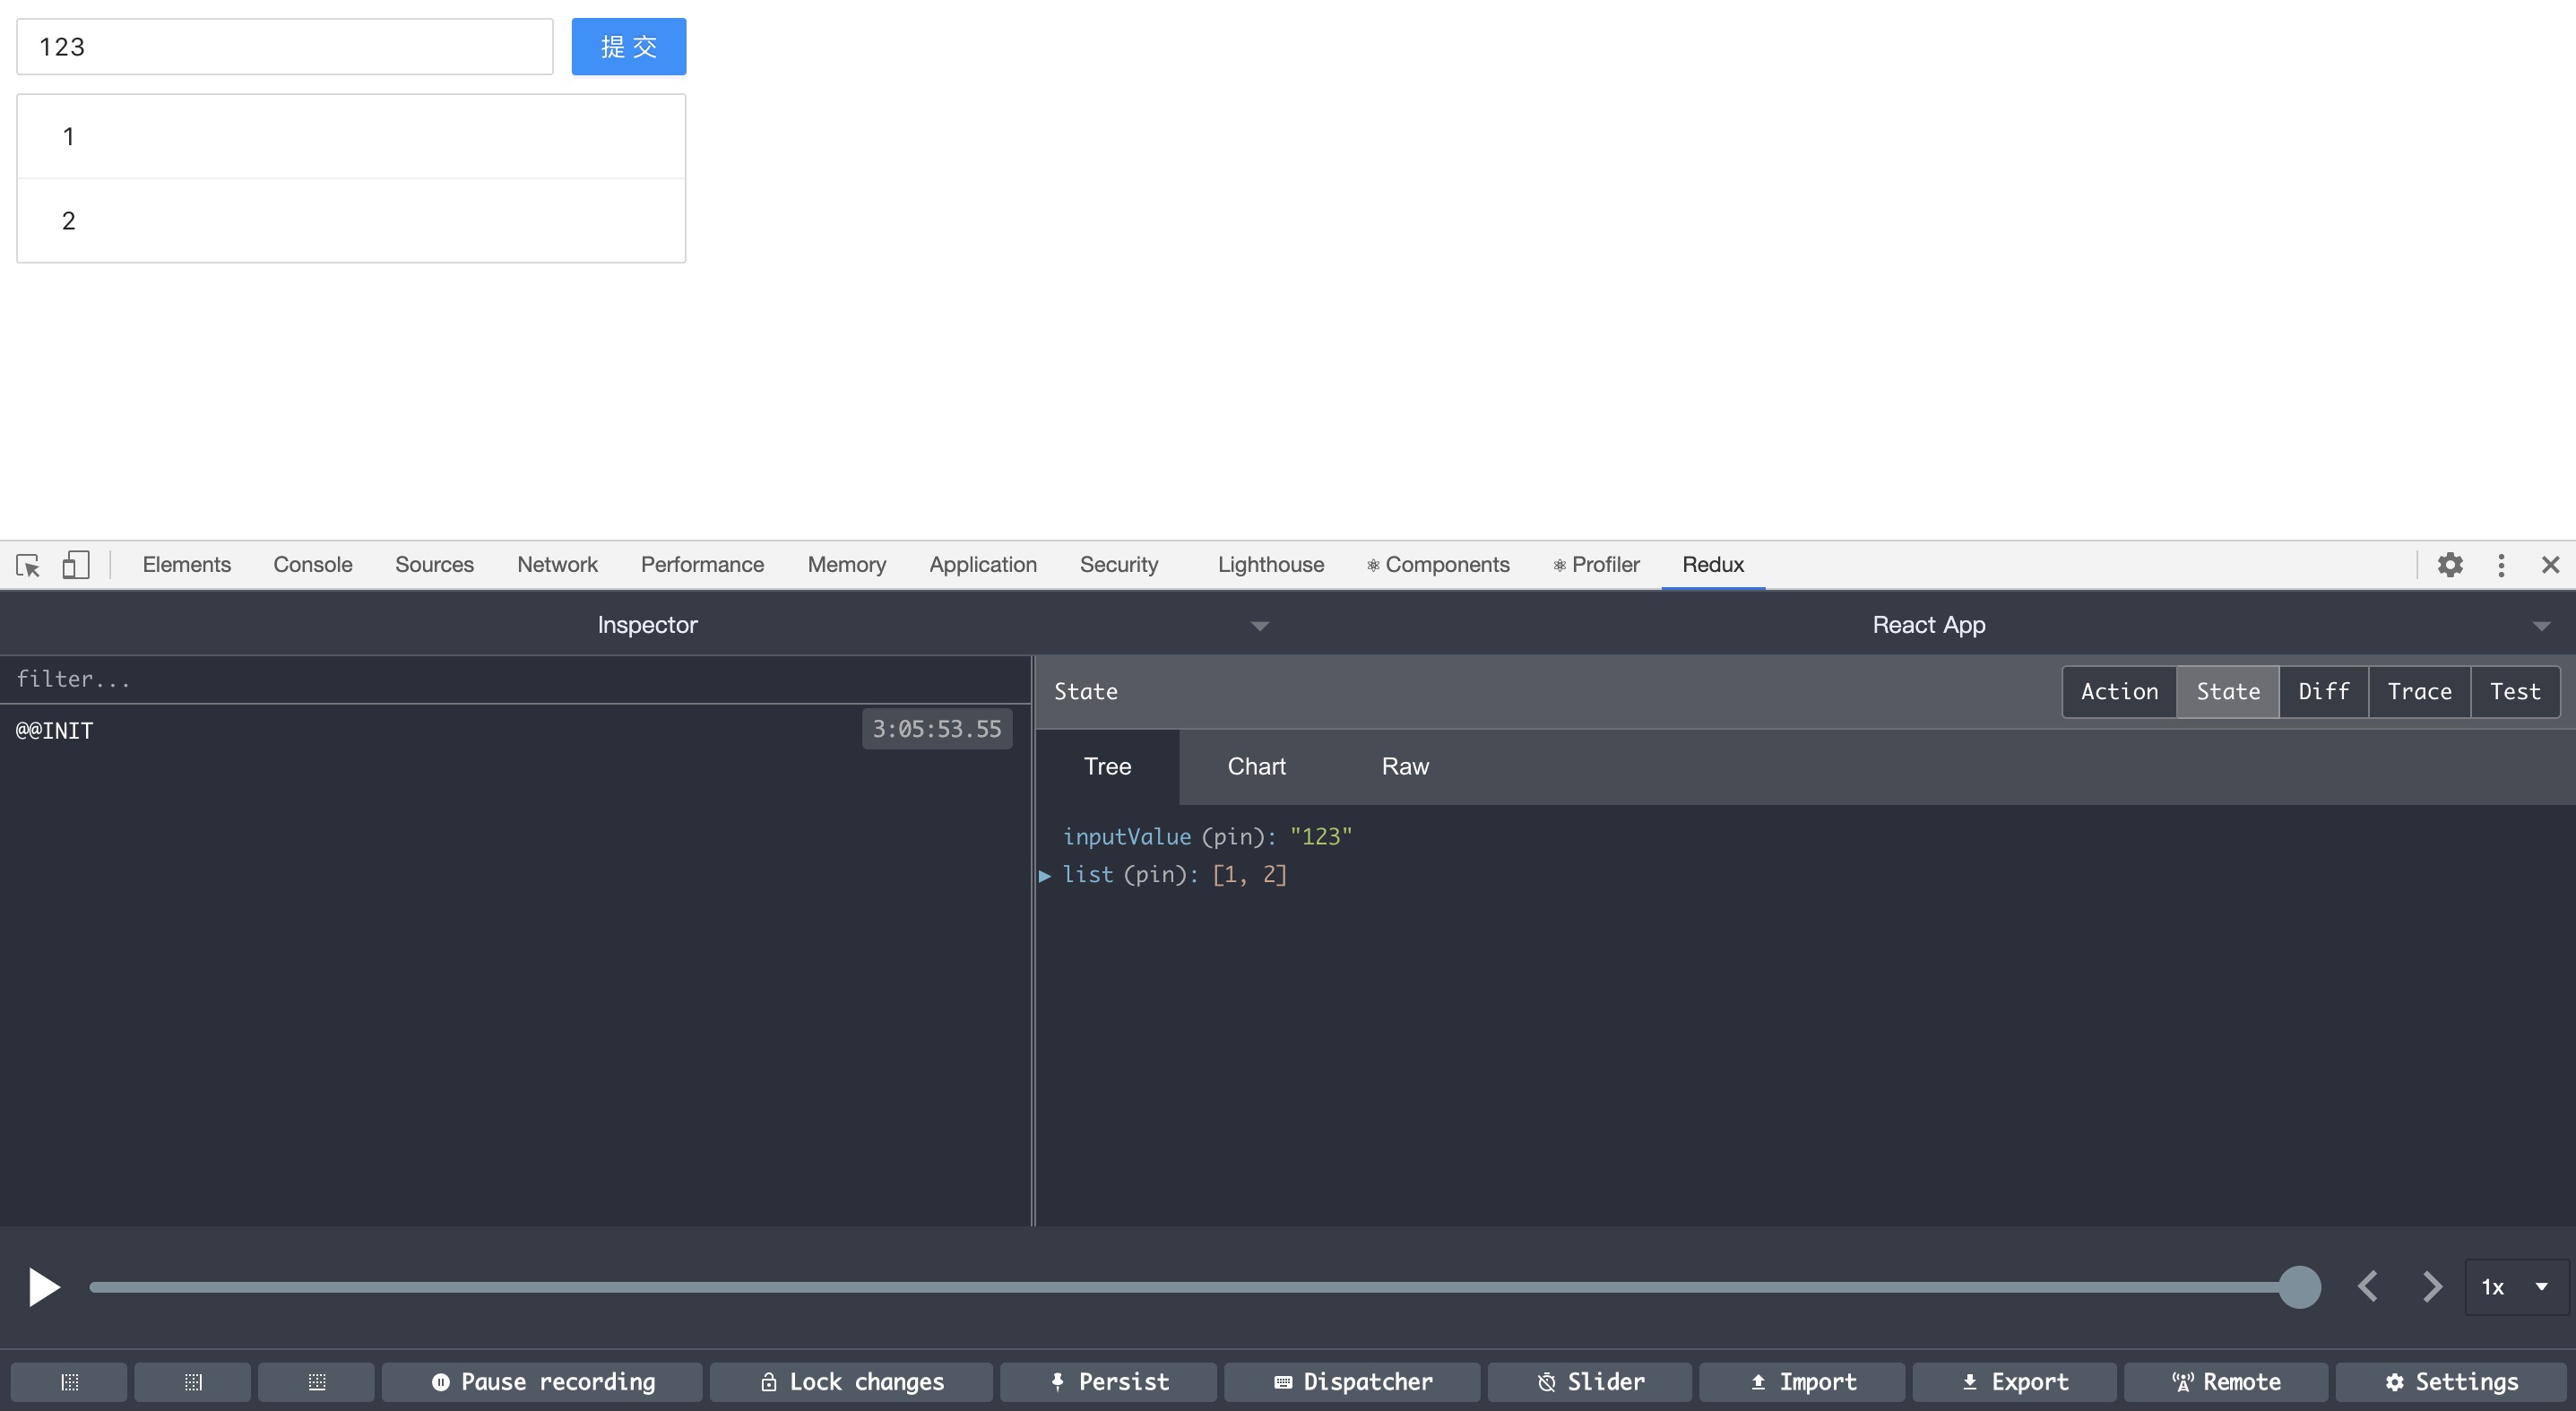 123
提 交
1
2
Elements Console Sources Network Performance Memory Application Security Lighthouse Components Profiler Redux
Inspector React App
filter...
@@INIT 3:05:53.55
State Action State Diff Trace Test
Tree Chart Raw
inputValue (pin): "123"
list (pin): [1, 2]
1x
Pause recording Lock changes Persist Dispatcher Slider Import Export Remote Settings